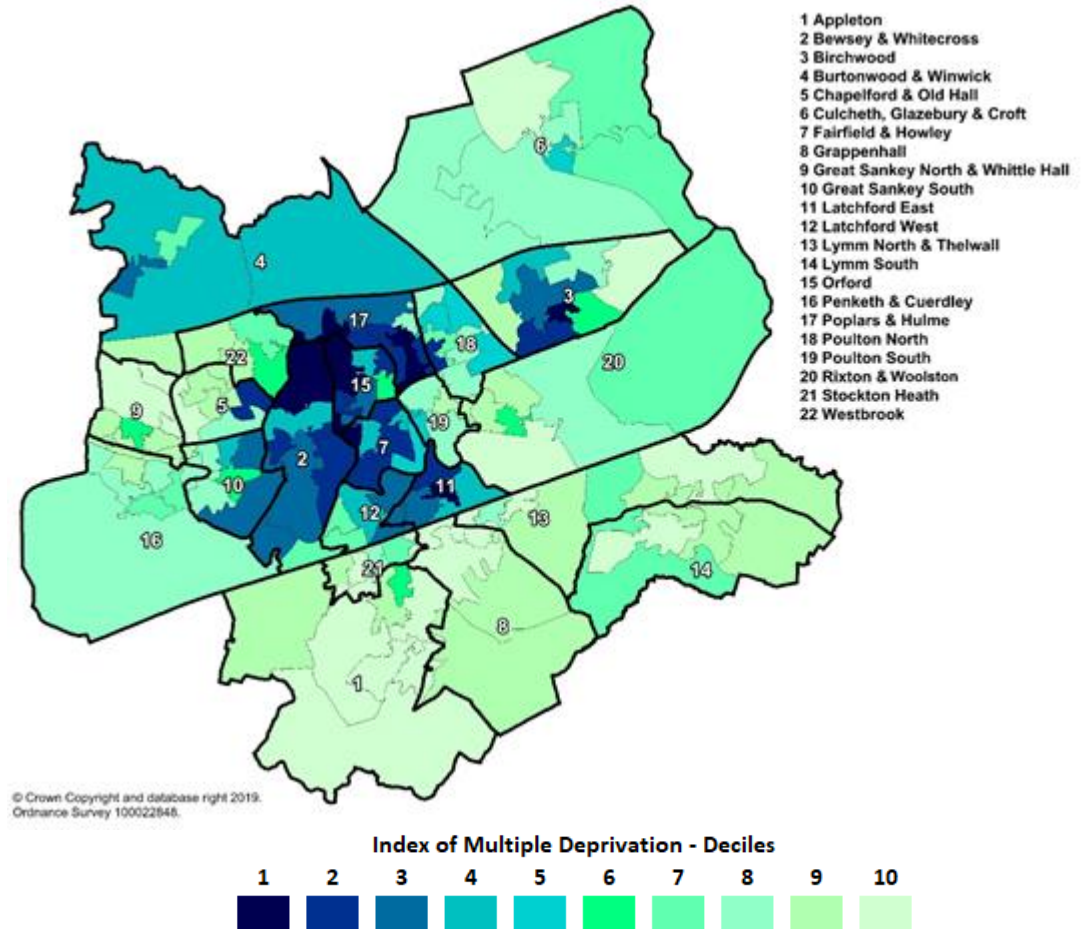 1 Appleton
2 Bewsey & Whitecross
3 Birchwood
4 Burtonwood & Winwick
5 Chapelford & Old Hall
6 Culcheth, Glazebury & Croft
7 Fairfield & Howley
8 Grappenhall
9 Great Sankey North & Whittle Hall
10 Great Sankey South
11 Latchford East
12 Latchford West
13 Lymm North & Thelwall
14 Lymm South
15 Orford
16 Penketh & Cuerdley
17 Poplars & Hulme
18 Poulton North
19 Poulton South
20 Rixton & Woolston
21 Stockton Heath
22 Westbrook
6
4
3
17
18
20
22
15
5
9
19
7
2
10
11
12
13
16
21
14
8
1
© Crown Copyright and database right 2019.
Ordnance Survey 100022848.
Index of Multiple Deprivation - Deciles
1 2 3 4 5 6 7 8 9 10